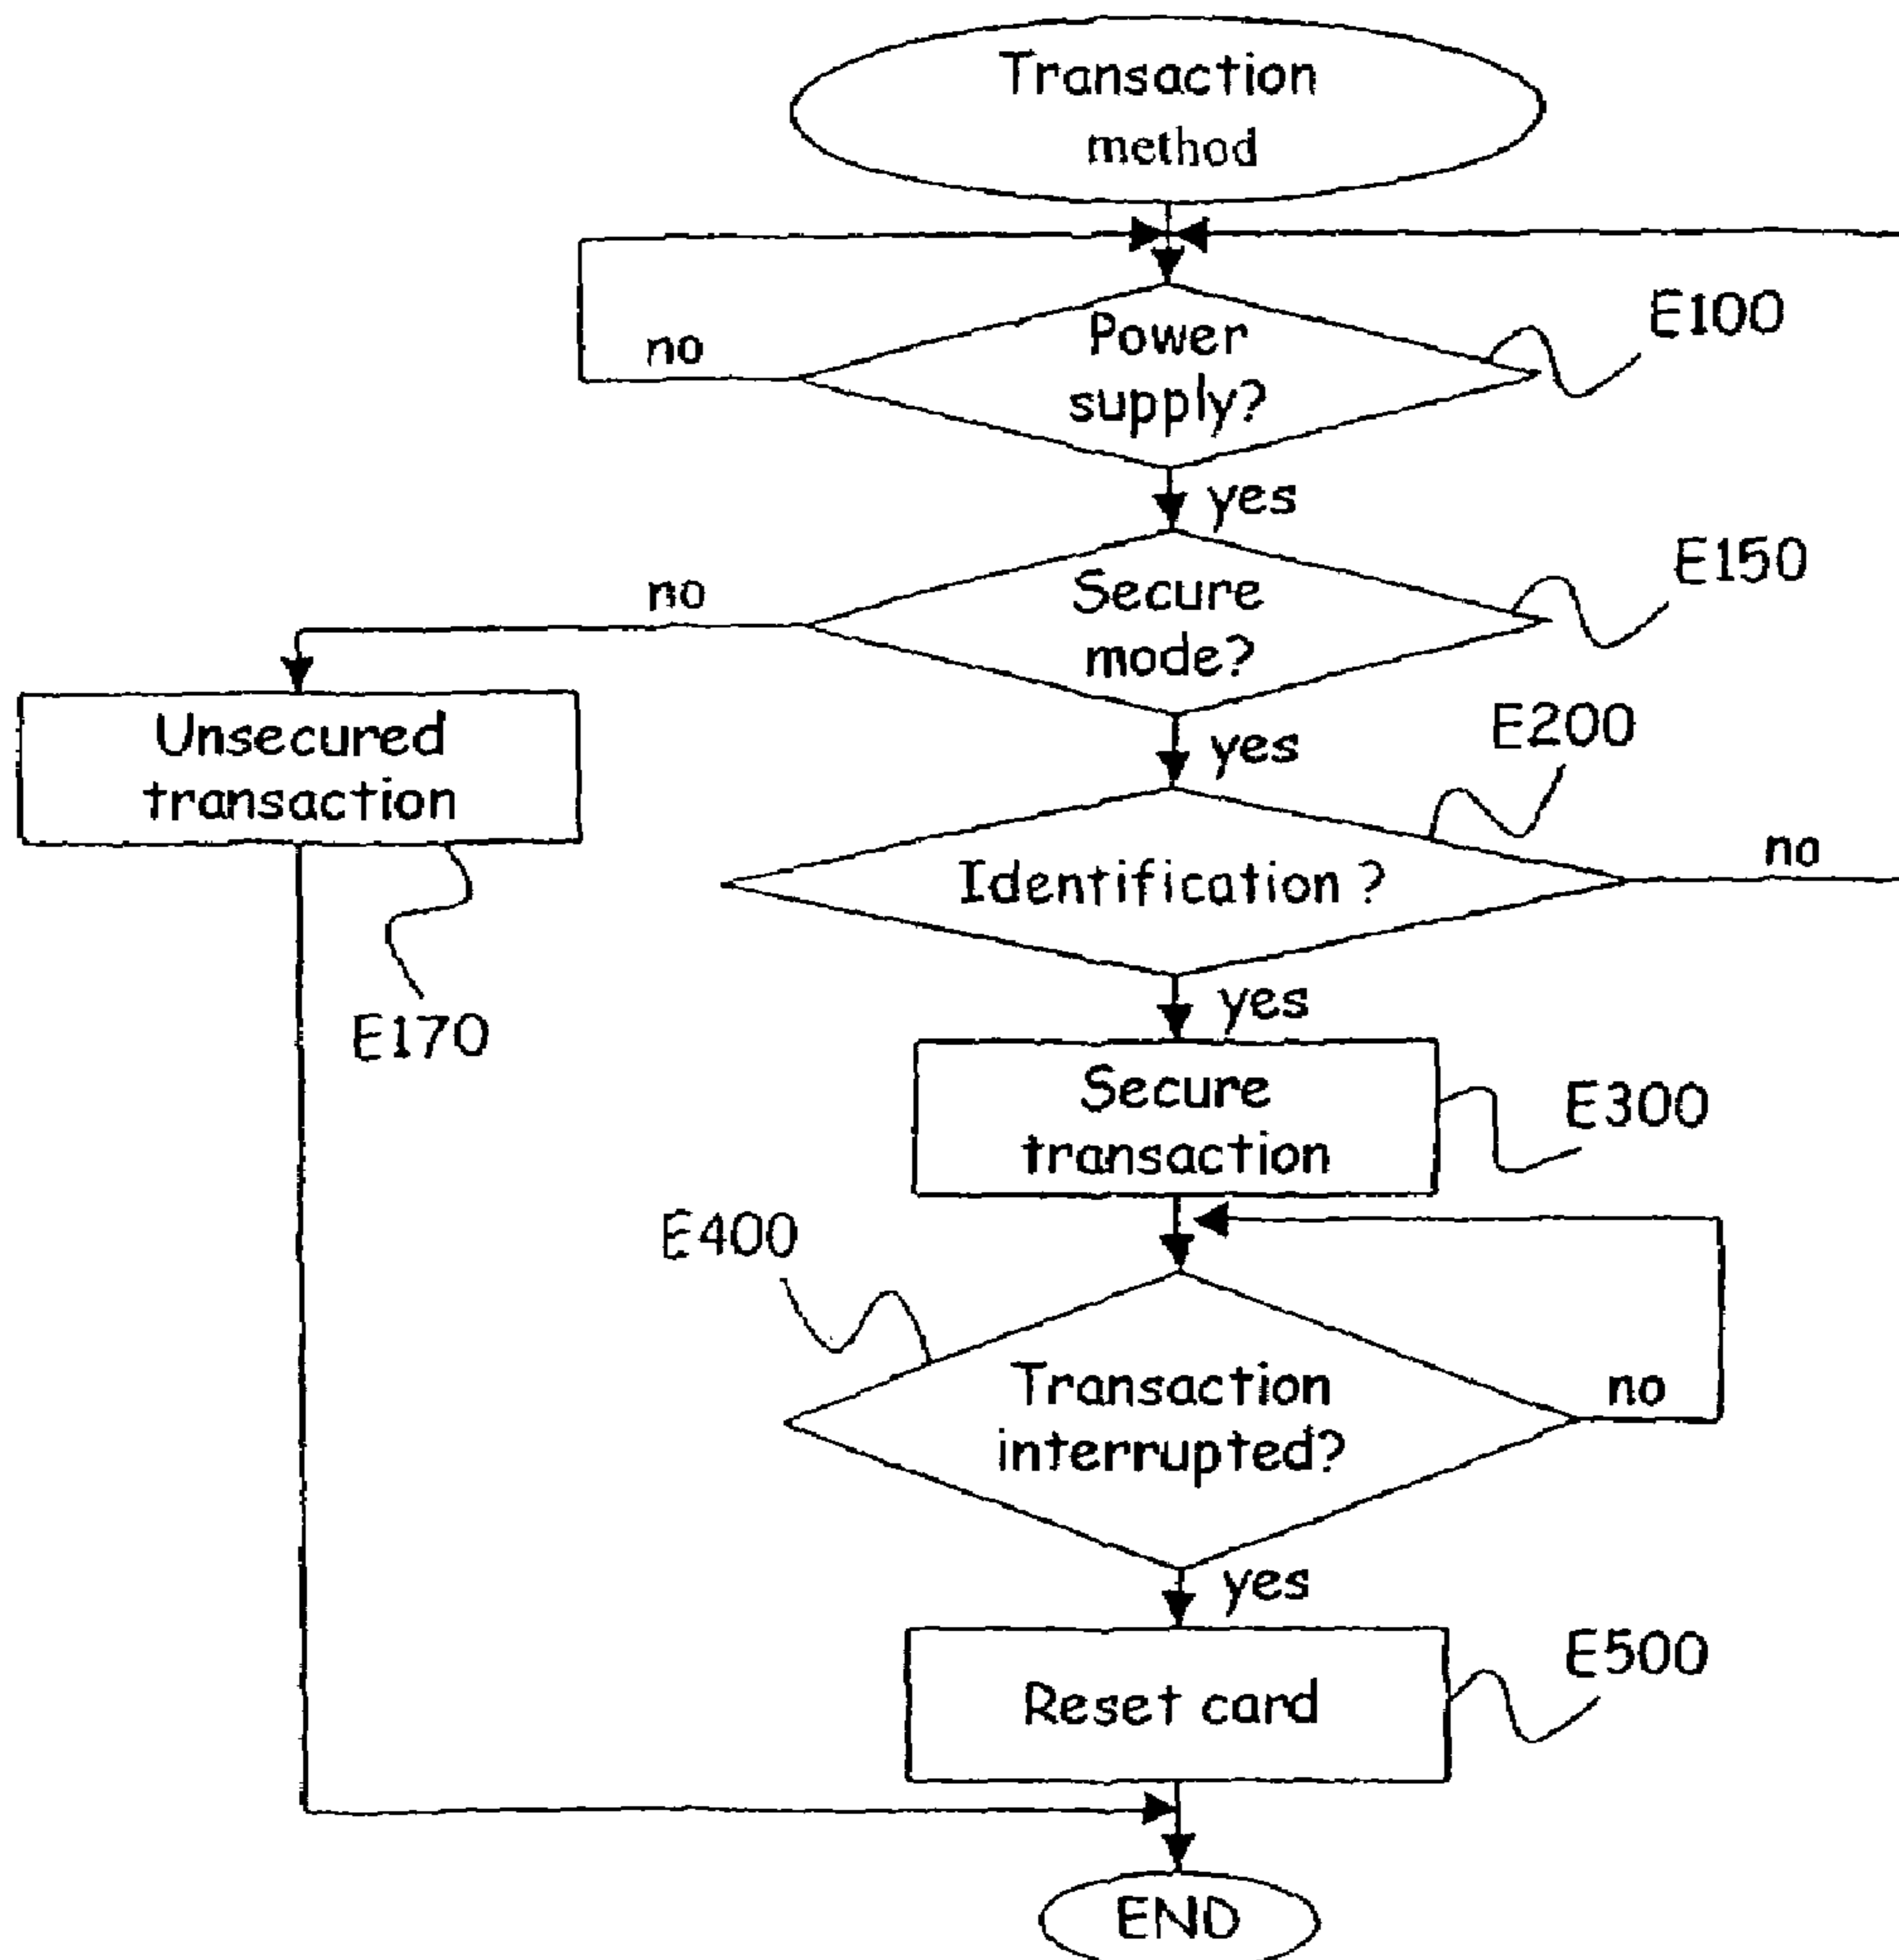 Transaction
method
no
Power
supply?
E100
yes
no
Secure
mode?
E150
Unsecured
transaction
yes
E200
Identification ?
no
E170
yes
Secure
transaction
E300
E400
Transaction
interrupted?
no
yes
Reset card
E500
END